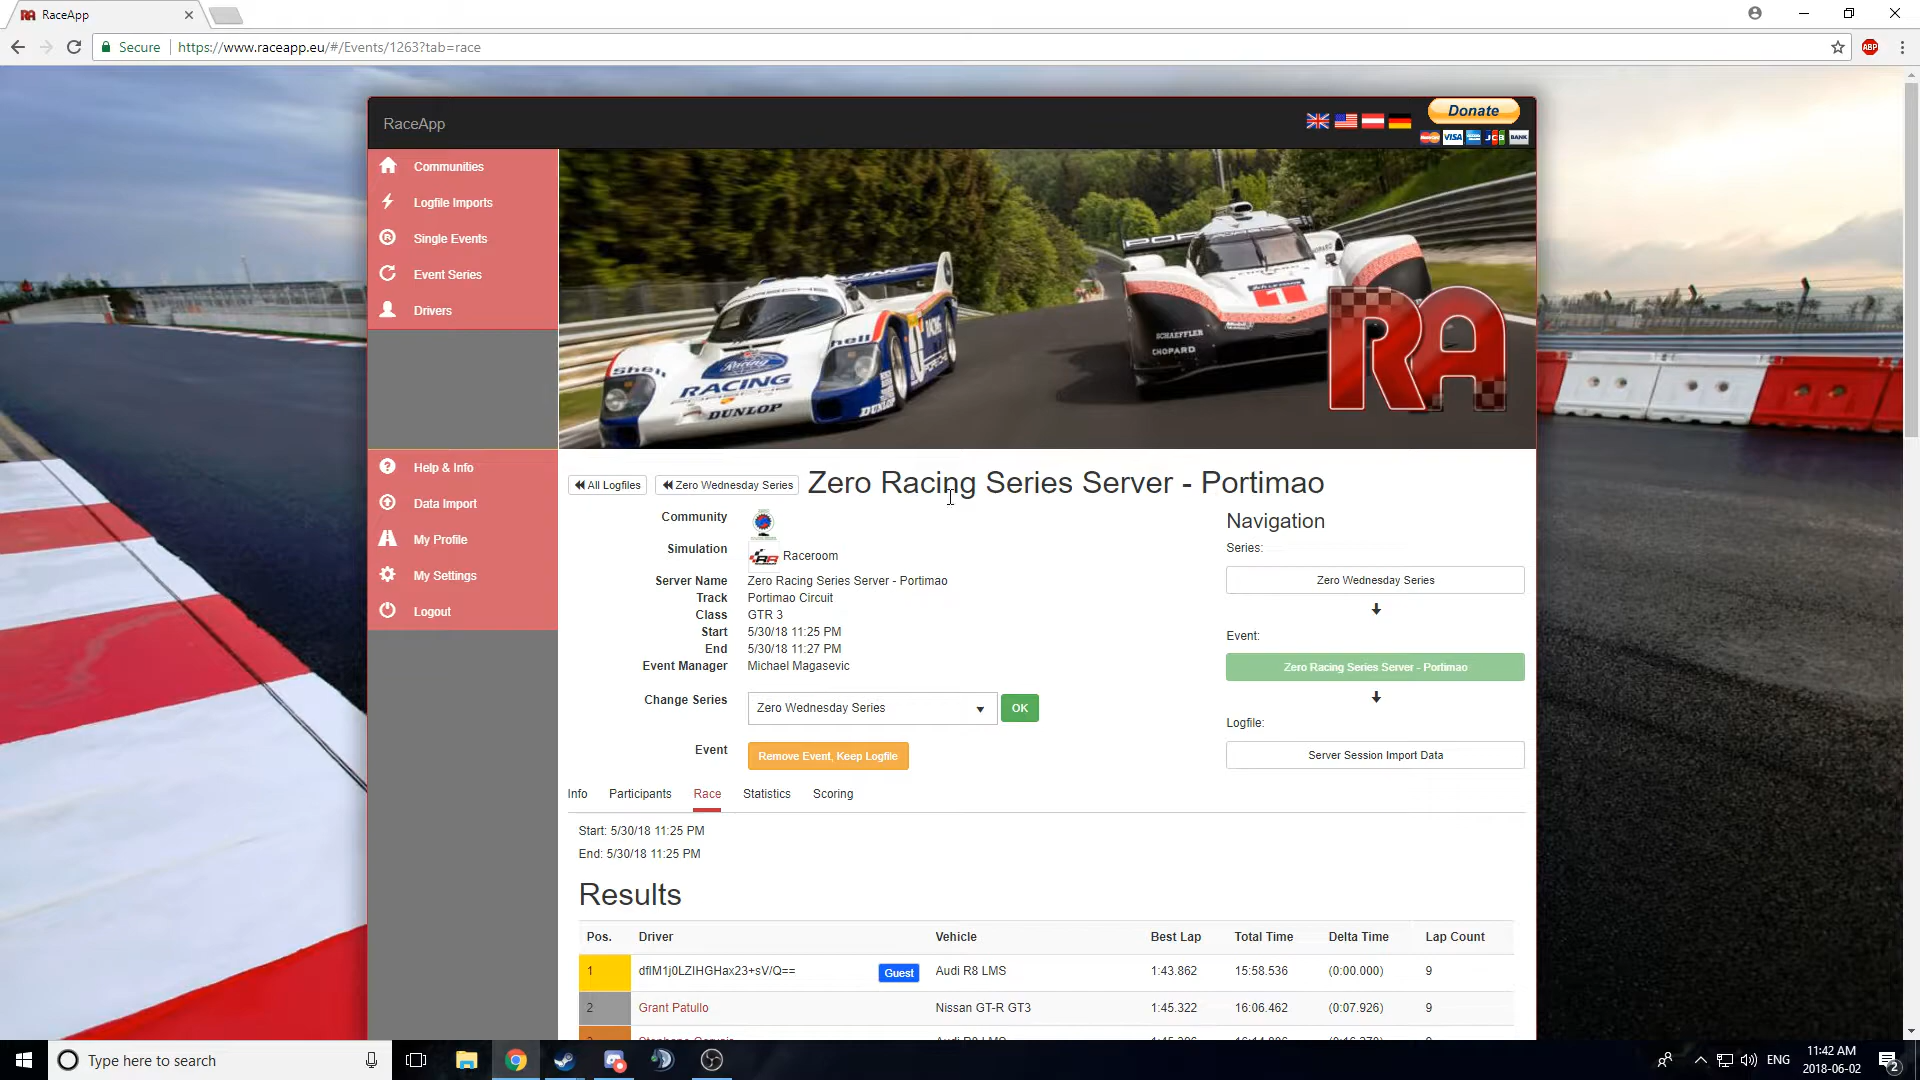 RA RaceApp
Secure https://www.raceapp.eu/#/Events/1263?tab=race
ABP
RaceApp
Donate
VISA JCB BANK
Communities
Logfile Imports
Single Events
Event Series
Drivers
Help & Info
Data Import
My Profile
My Settings
Logout
Shell
RACING
DUNLOP
SCHAEFFLER
CHOPARD
1
RA
All Logfiles Zero Wednesday Series Zero Racing Series Server - Portimao
Community
Simulation Raceroom
Server Name Zero Racing Series Server - Portimao
Track Portimao Circuit
Class GTR 3
Start 5/30/18 11:25 PM
End 5/30/18 11:27 PM
Event Manager Michael Magasevic
Change Series Zero Wednesday Series OK
Event Remove Event, Keep Logfile
Navigation
Series:
Zero Wednesday Series
Event:
Zero Racing Series Server - Portimao
Logfile:
Server Session Import Data
Info Participants Race Statistics Scoring
Start: 5/30/18 11:25 PM
End: 5/30/18 11:25 PM
Results
Pos. Driver Vehicle Best Lap Total Time Delta Time Lap Count
1 dflM1j0LZIHGHax23+sV/Q== Guest Audi R8 LMS 1:43.862 15:58.536 (0:00.000) 9
2 Grant Patullo Nissan GT-R GT3 1:45.322 16:06.462 (0:07.926) 9
Type here to search
ENG
11:42 AM
2018-06-02
2